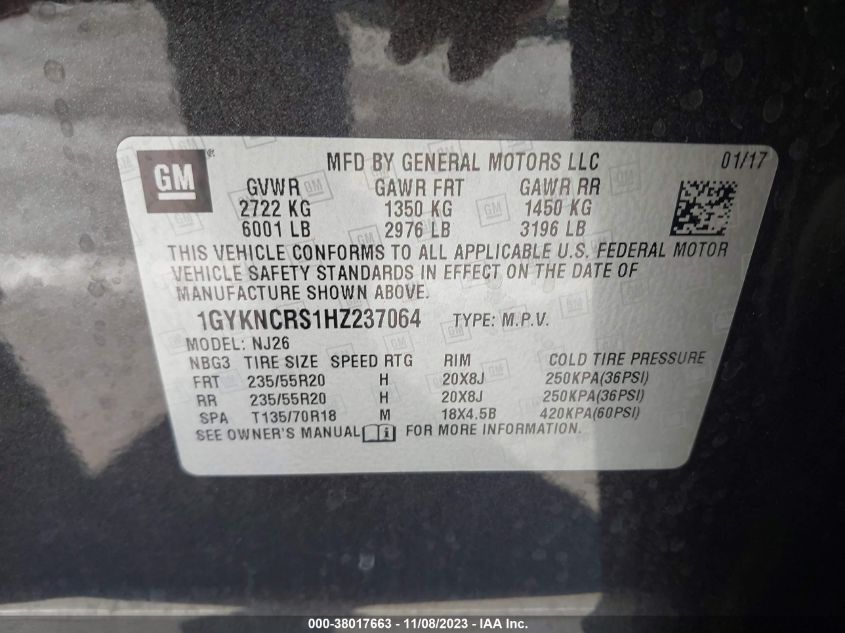 GM
MFD BY GENERAL MOTORS LLC 01/17
GVWR GAWR FRT GAWR RR
2722 KG 1350 KG 1450 KG
6001 LB 2976 LB 3196 LB
THIS VEHICLE CONFORMS TO ALL APPLICABLE U.S. FEDERAL MOTOR
VEHICLE SAFETY STANDARDS IN EFFECT ON THE DATE OF
MANUFACTURE SHOWN ABOVE.
1GYKNCRS1HZ237064 TYPE: M.P.V.
MODEL: NJ26
NBG3 TIRE SIZE SPEED RTG RIM COLD TIRE PRESSURE
FRT 235/55R20 H 20X8J 250KPA(36PSI)
RR 235/55R20 H 20X8J 250KPA(36PSI)
SPA T135/70R18 M 18X4.5B 420KPA(60PSI)
SEE OWNER'S MANUAL i FOR MORE INFORMATION.
000-38017663 - 11/08/2023 - IAA Inc.